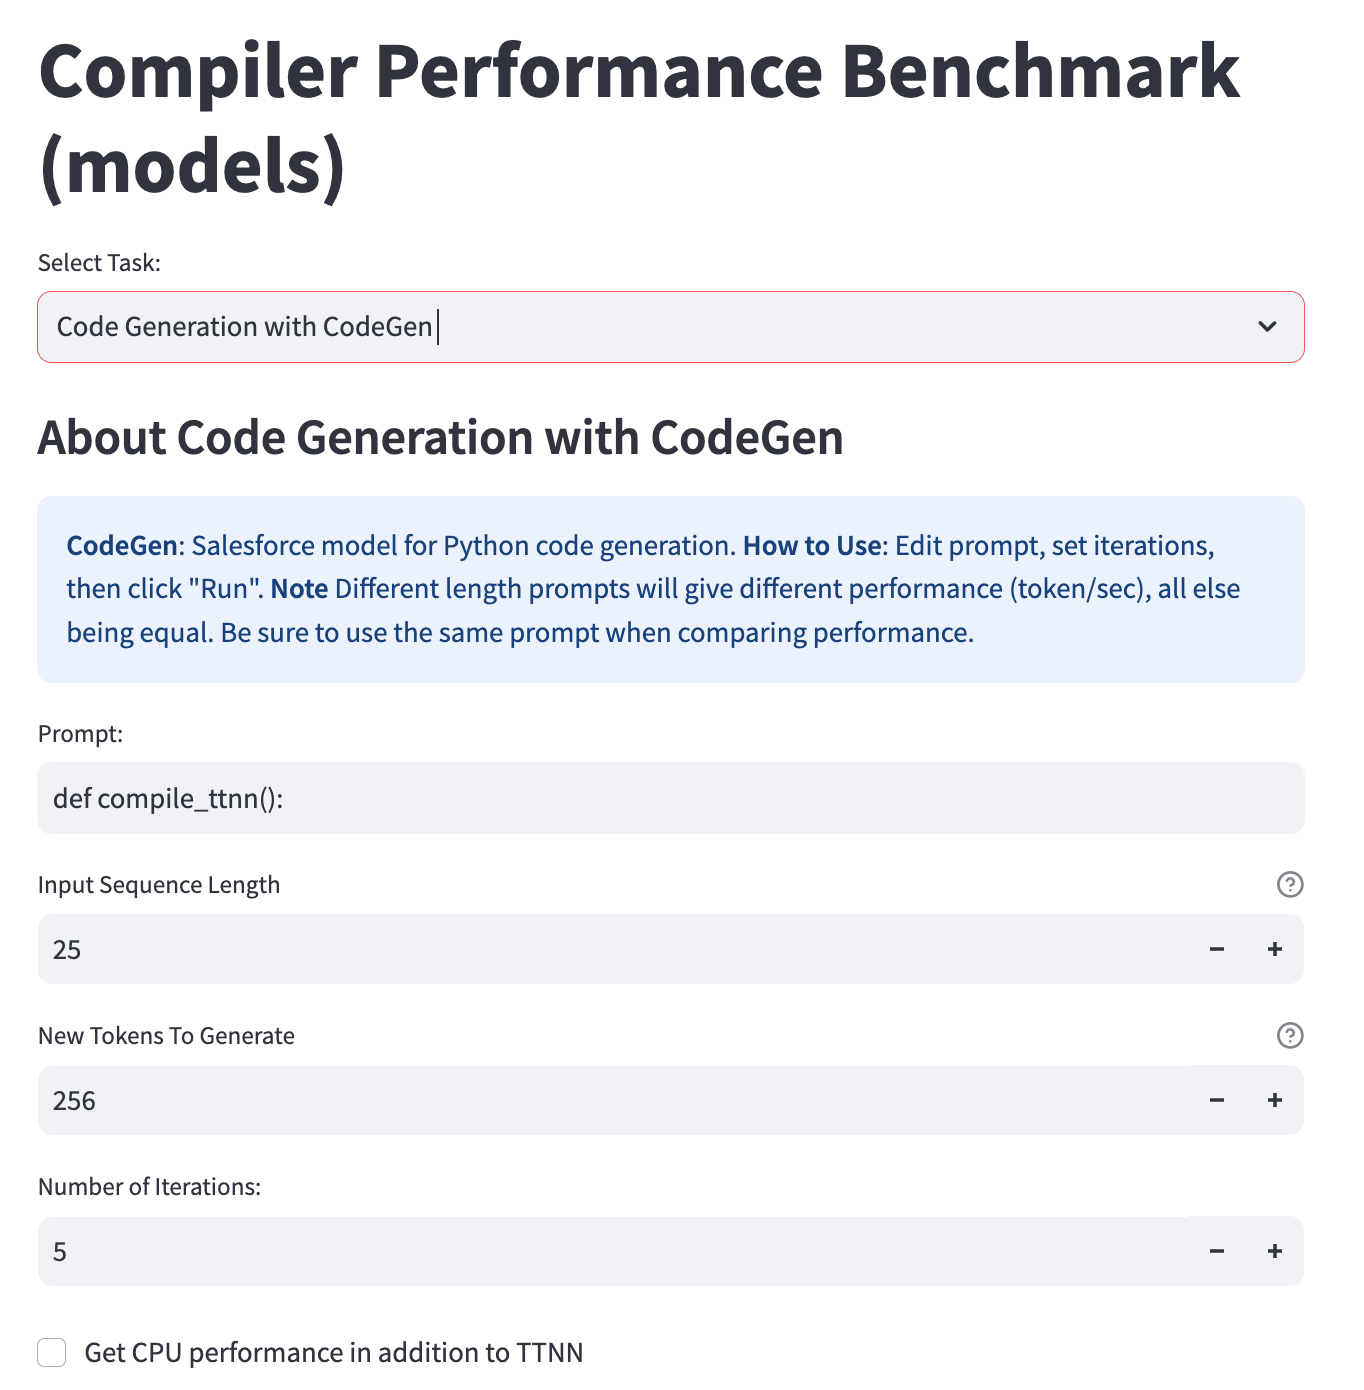 Compiler Performance Benchmark
(models)
Select Task:
Code Generation with CodeGen
About Code Generation with CodeGen
CodeGen: Salesforce model for Python code generation. How to Use: Edit prompt, set iterations,
then click "Run". Note Different length prompts will give different performance (token/sec), all else
being equal. Be sure to use the same prompt when comparing performance.
Prompt:
def compile_ttnn():
Input Sequence Length
25
New Tokens To Generate
256
Number of Iterations:
5
Get CPU performance in addition to TTNN